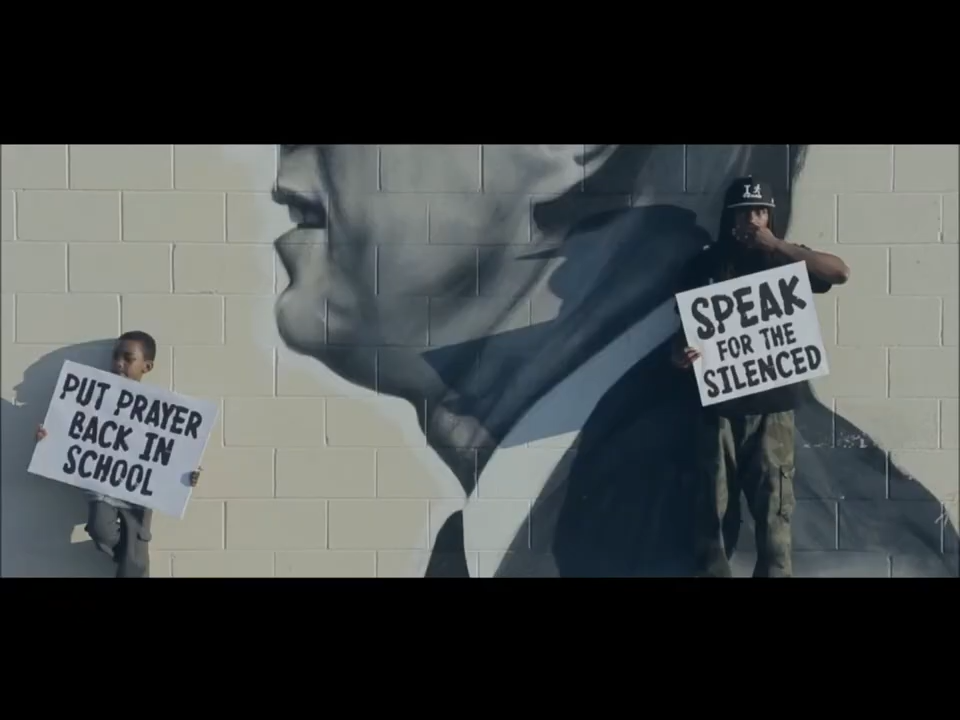 PUT PRAYER
BACK IN
SCHOOL
SPEAK
FOR THE
SILENCED